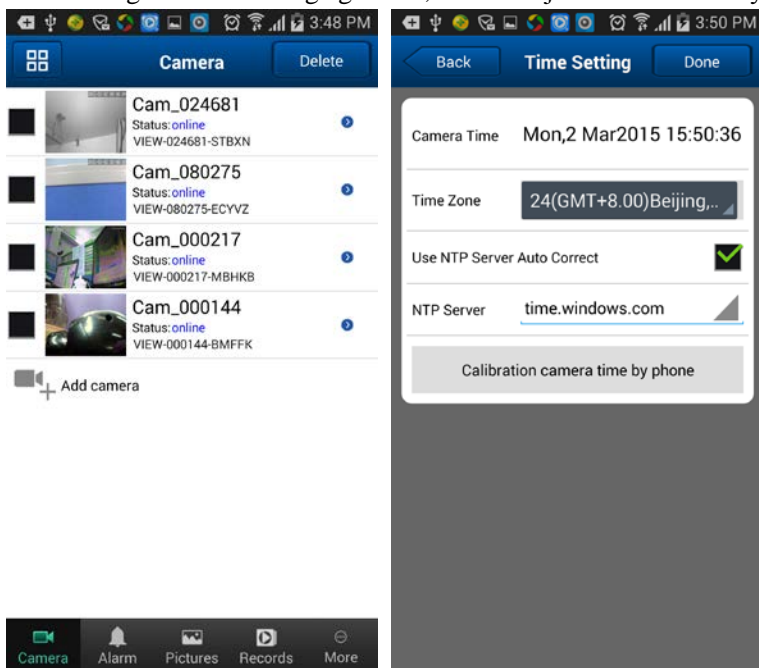 3:48 PM
Camera
Delete
Cam_024681
Status:online
VIEW-024681-STBXN
Cam_080275
Status:online
VIEW-080275-ECYVZ
Cam_000217
Status:online
VIEW-000217-MBHKB
Cam_000144
Status:online
VIEW-000144-BMFFK
Add camera
Camera
Alarm
Pictures
Records
More
3:50 PM
Back
Time Setting
Done
Camera Time
Mon,2 Mar2015 15:50:36
Time Zone
24(GMT+8.00)Beijing,..
Use NTP Server Auto Correct
NTP Server
time.windows.com
Calibration camera time by phone